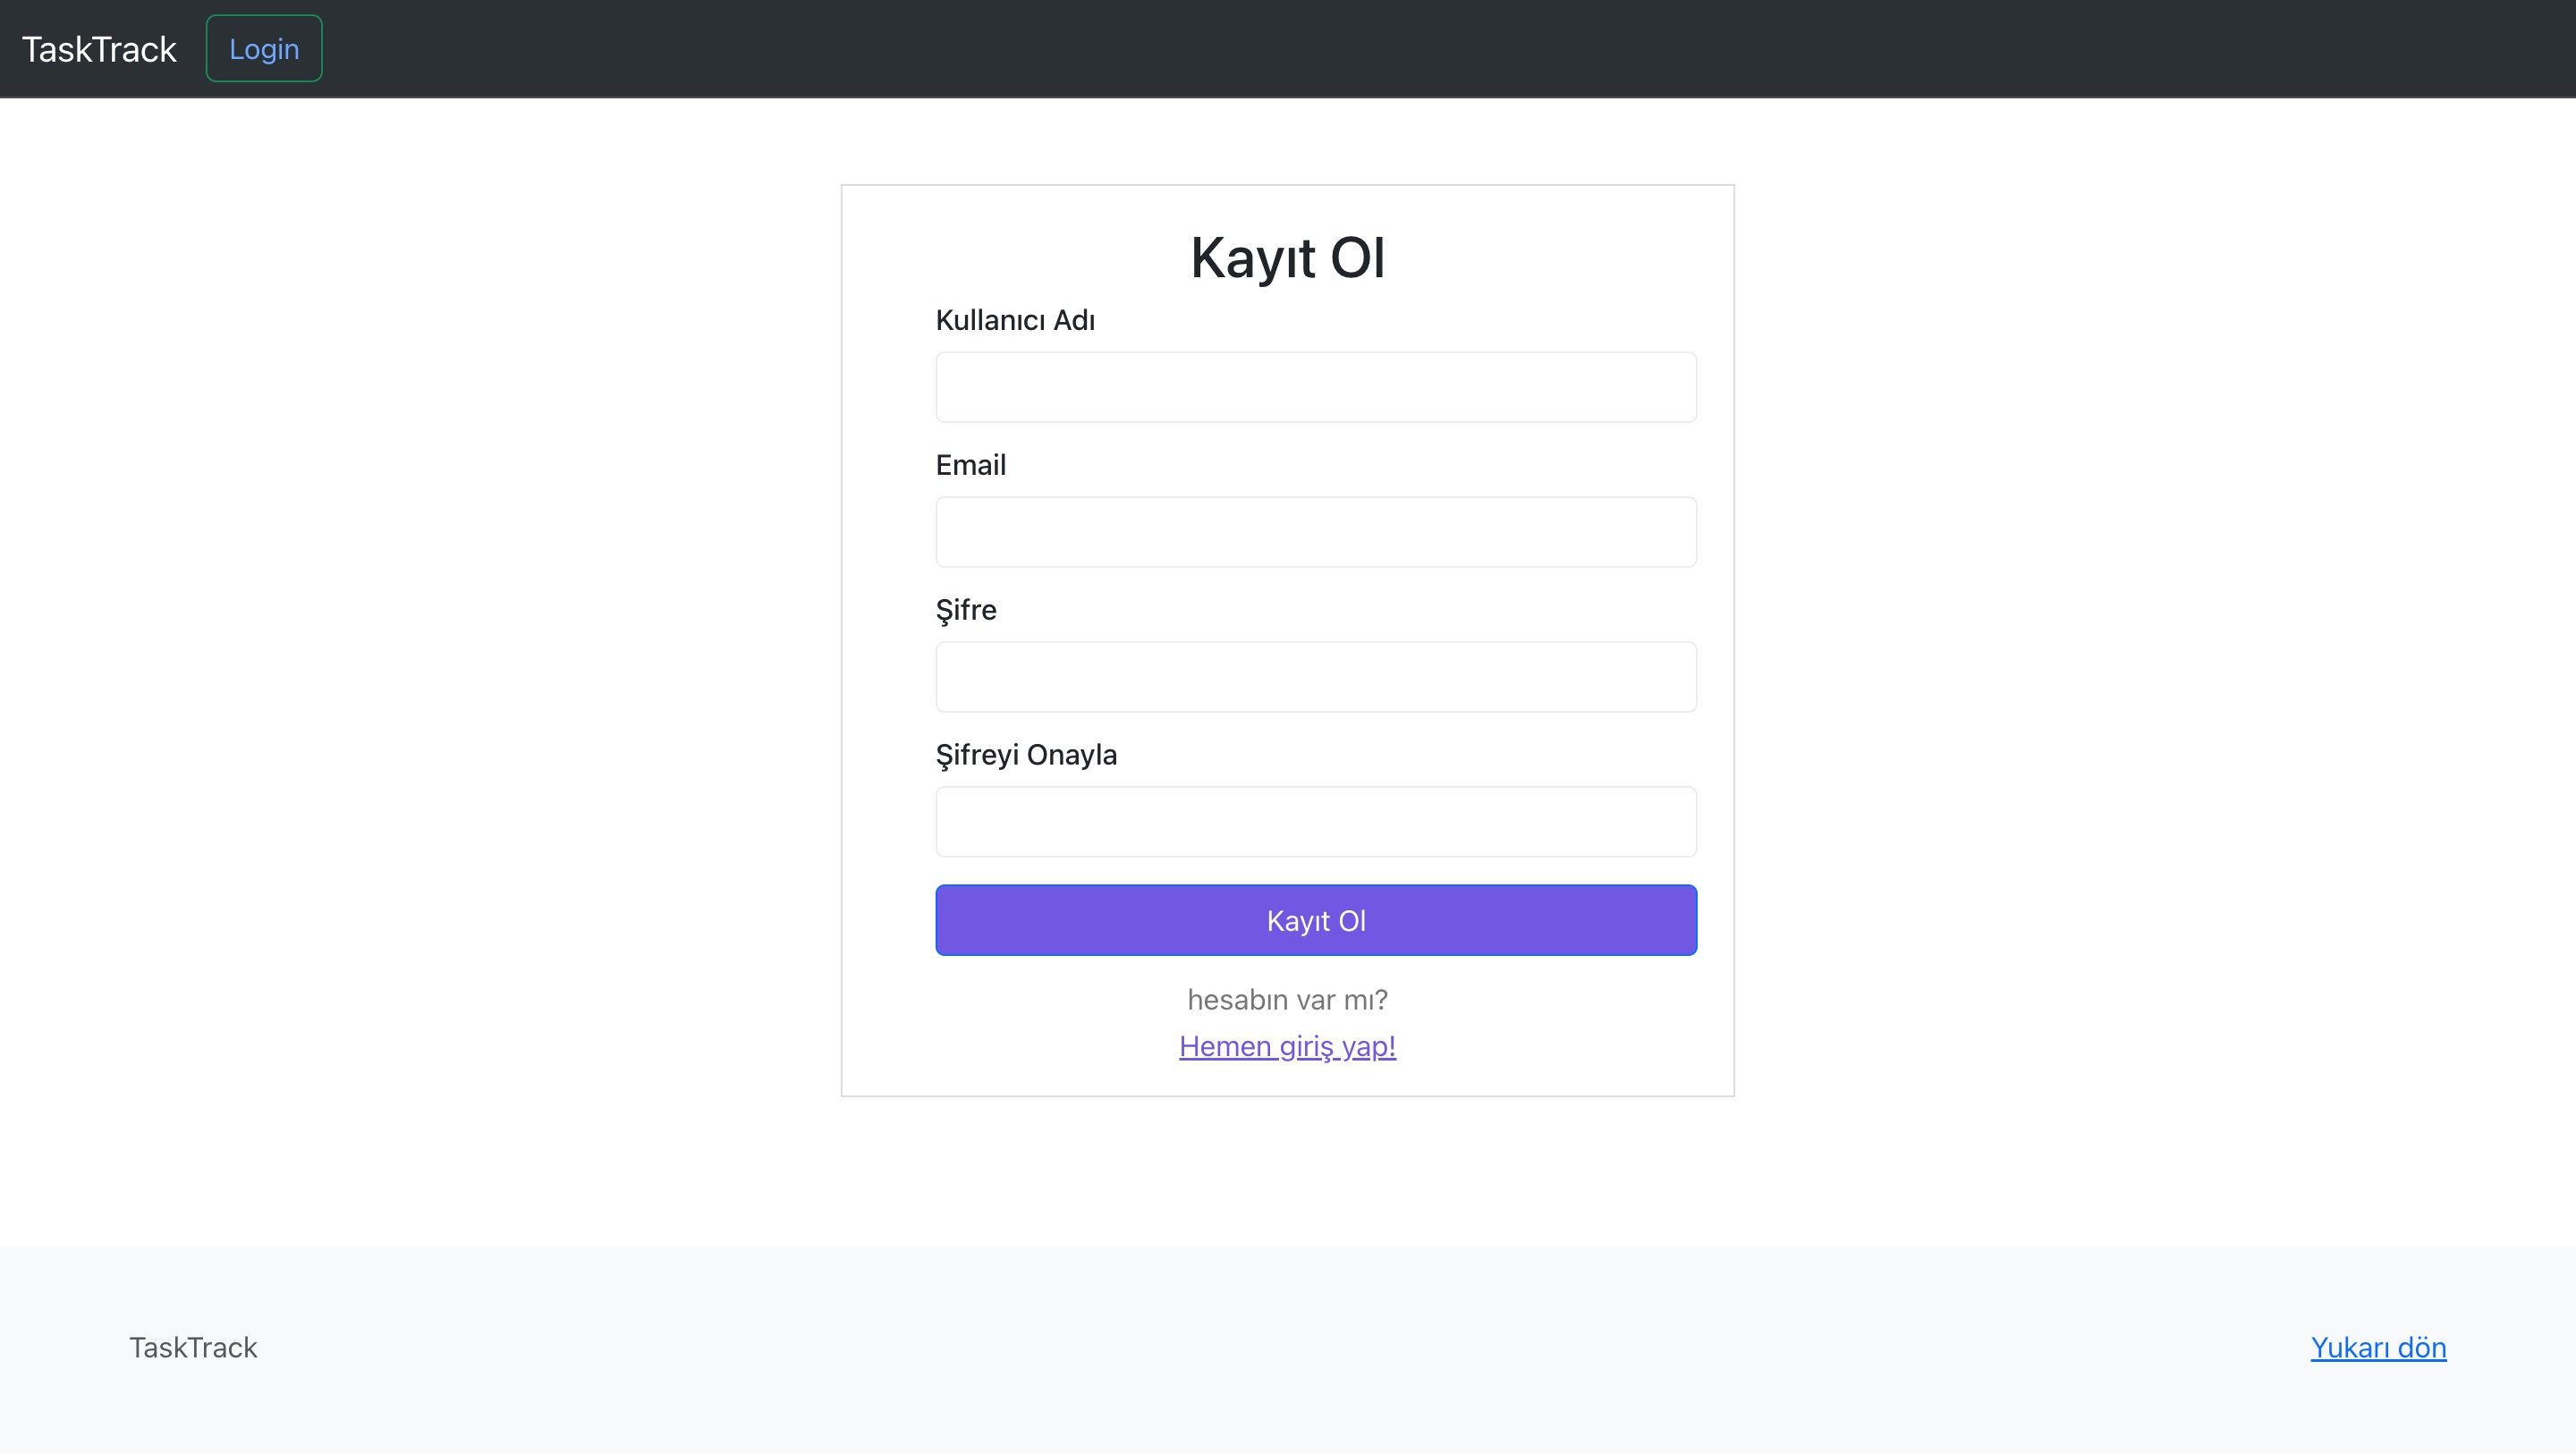 TaskTrack Login
Kayıt Ol
Kullanıcı Adı
Email
Şifre
Şifreyi Onayla
Kayıt Ol
hesabın var mı?
Hemen giriş yap!
TaskTrack
Yukarı dön